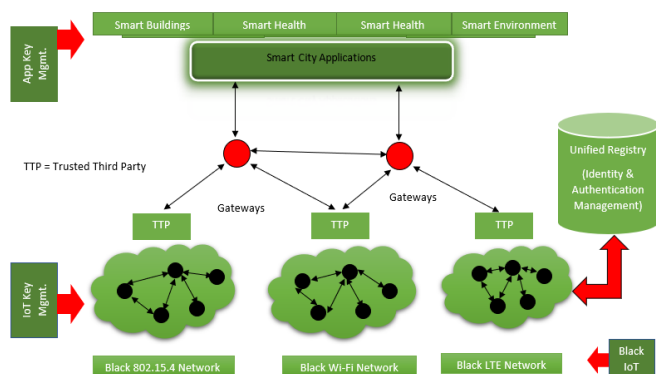 Smart Buildings
Smart Health
Smart Health
Smart Environment
App Key
Mgmt.
Smart City Applications
TTP = Trusted Third Party
Unified Registry
(Identity &
Authentication
Management)
Gateways
Gateways
TTP
TTP
TTP
IoT Key
Mgmt.
Black 802.15.4 Network
Black Wi-Fi Network
Black LTE Network
Black
IoT